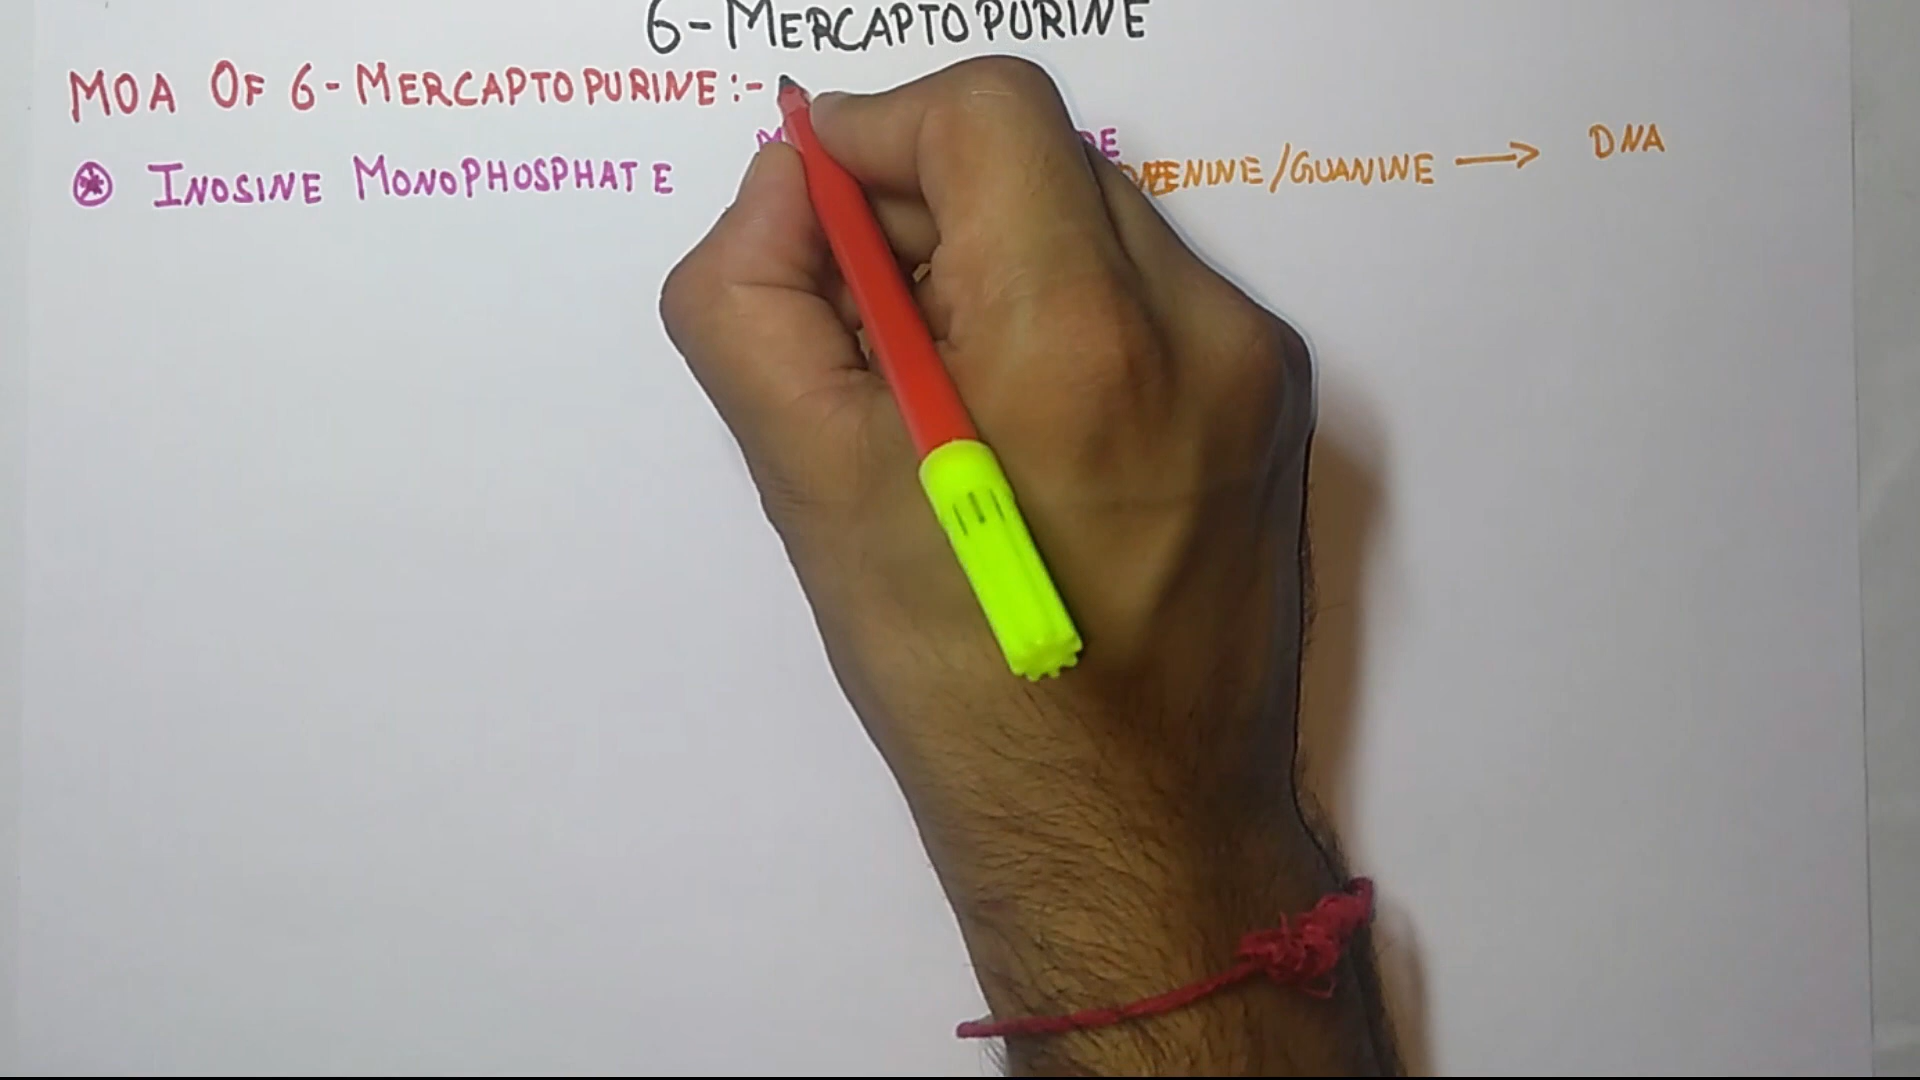 6-MERCAPTOPURINE
MOA OF 6-MERCAPTOPURINE:-
INOSINE MONOPHOSPHATE
/GUANINE → DNA